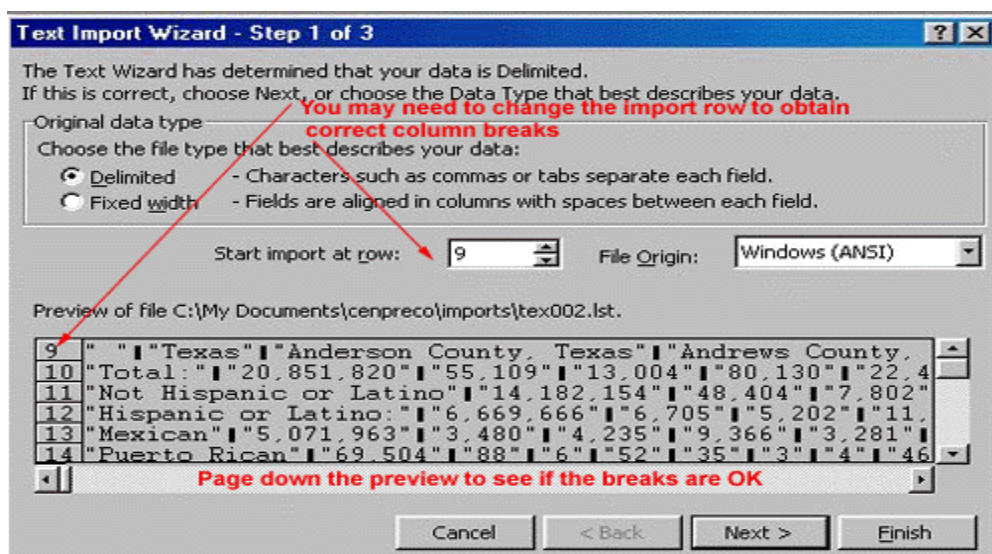 Text Import Wizard - Step 1 of 3
The Text Wizard has determined that your data is Delimited.
If this is correct, choose Next, or choose the Data Type that best describes your data.
You may need to change the import row to obtain
correct column breaks
Original data type
Choose the file type that best describes your data:
Delimited - Characters such as commas or tabs separate each field.
Fixed width - Fields are aligned in columns with spaces between each field.
Start import at row: 9 File Origin: Windows (ANSI)
Preview of file C:\My Documents\cenpreco\imports\tex002.lst.
9 " "▮"Texas"▮"Anderson County, Texas"▮"Andrews County,
10 "Total:"▮"20,851,820"▮"55,109"▮"13,004"▮"80,130"▮"22,4
11 "Not Hispanic or Latino"▮"14,182,154"▮"48,404"▮"7,802"
12 "Hispanic or Latino:"▮"6,669,666"▮"6,705"▮"5,202"▮"11,
13 "Mexican"▮"5,071,963"▮"3,480"▮"4,235"▮"9,366"▮"3,281"▮
14 "Puerto Rican"▮"69,504"▮"88"▮"6"▮"52"▮"35"▮"3"▮"4"▮"46
Page down the preview to see if the breaks are OK
Cancel < Back Next > Finish